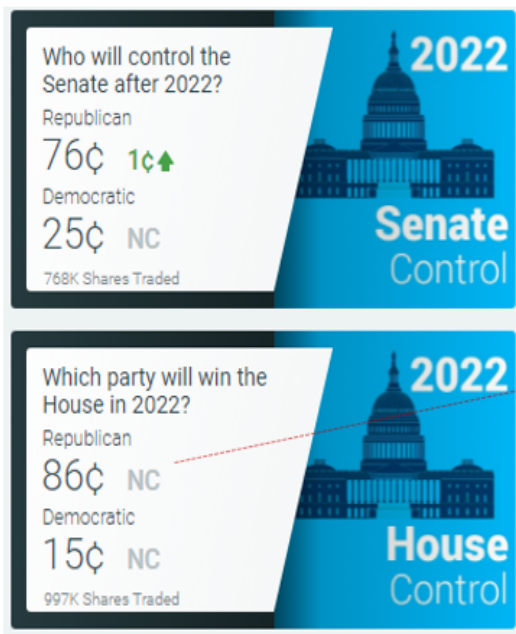 Who will control the
Senate after 2022?
Republican
76¢ 1¢
Democratic
25¢ NC
768K Shares Traded
2022
Senate
Control
Which party will win the
House in 2022?
Republican
86¢ NC
Democratic
15¢ NC
997K Shares Traded
2022
House
Control